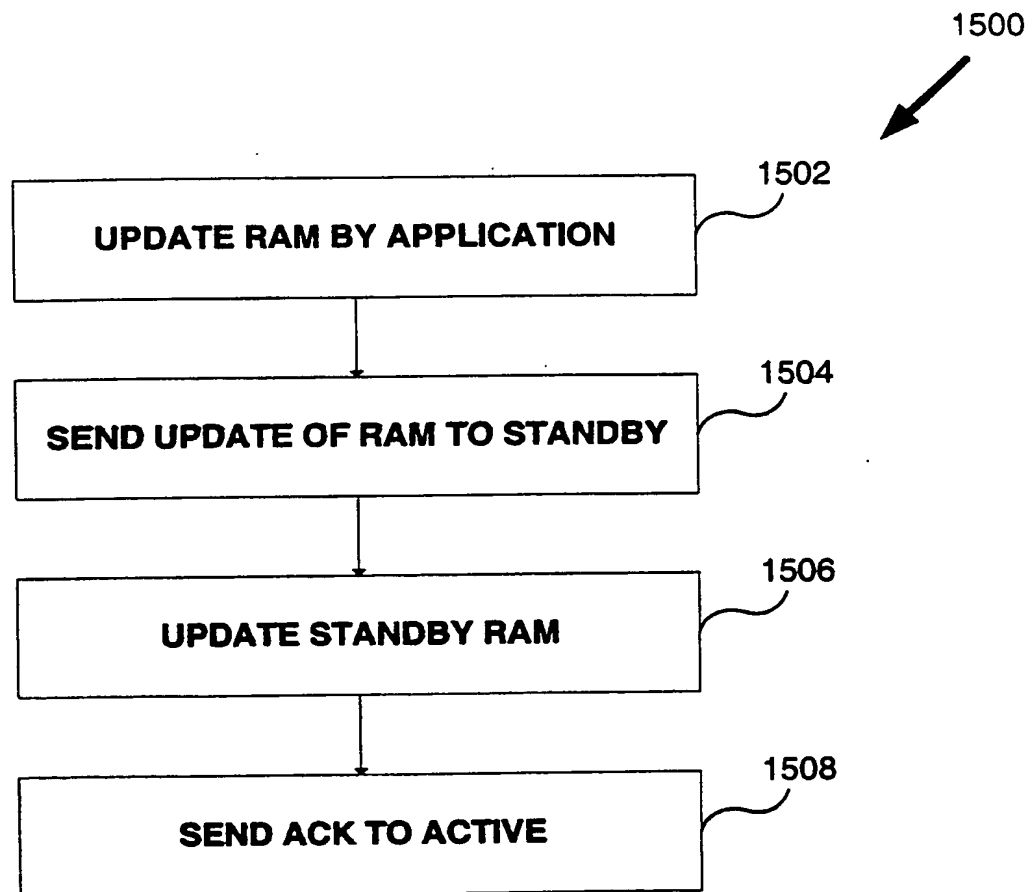 1500
1502
UPDATE RAM BY APPLICATION
1504
SEND UPDATE OF RAM TO STANDBY
1506
UPDATE STANDBY RAM
1508
SEND ACK TO ACTIVE